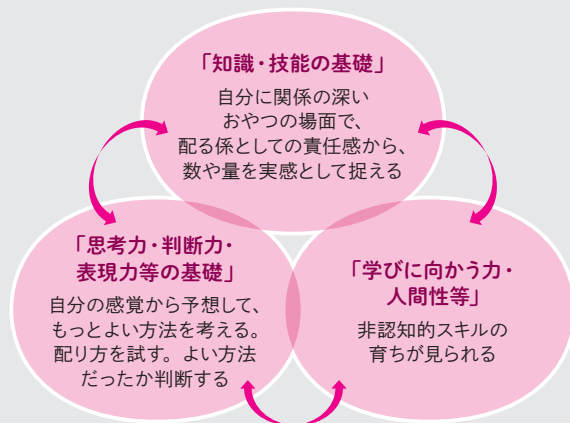 「知識・技能の基礎」
自分に関係の深い
おやつの場面で、
配る係としての責任感から、
数や量を実感として捉える
「思考力・判断力・
表現力等の基礎」
自分の感覚から予想して、
もっとよい方法を考える。
配り方を試す。よい方法
だったか判断する
「学びに向かう力・
人間性等」
非認知的スキルの
育ちが見られる